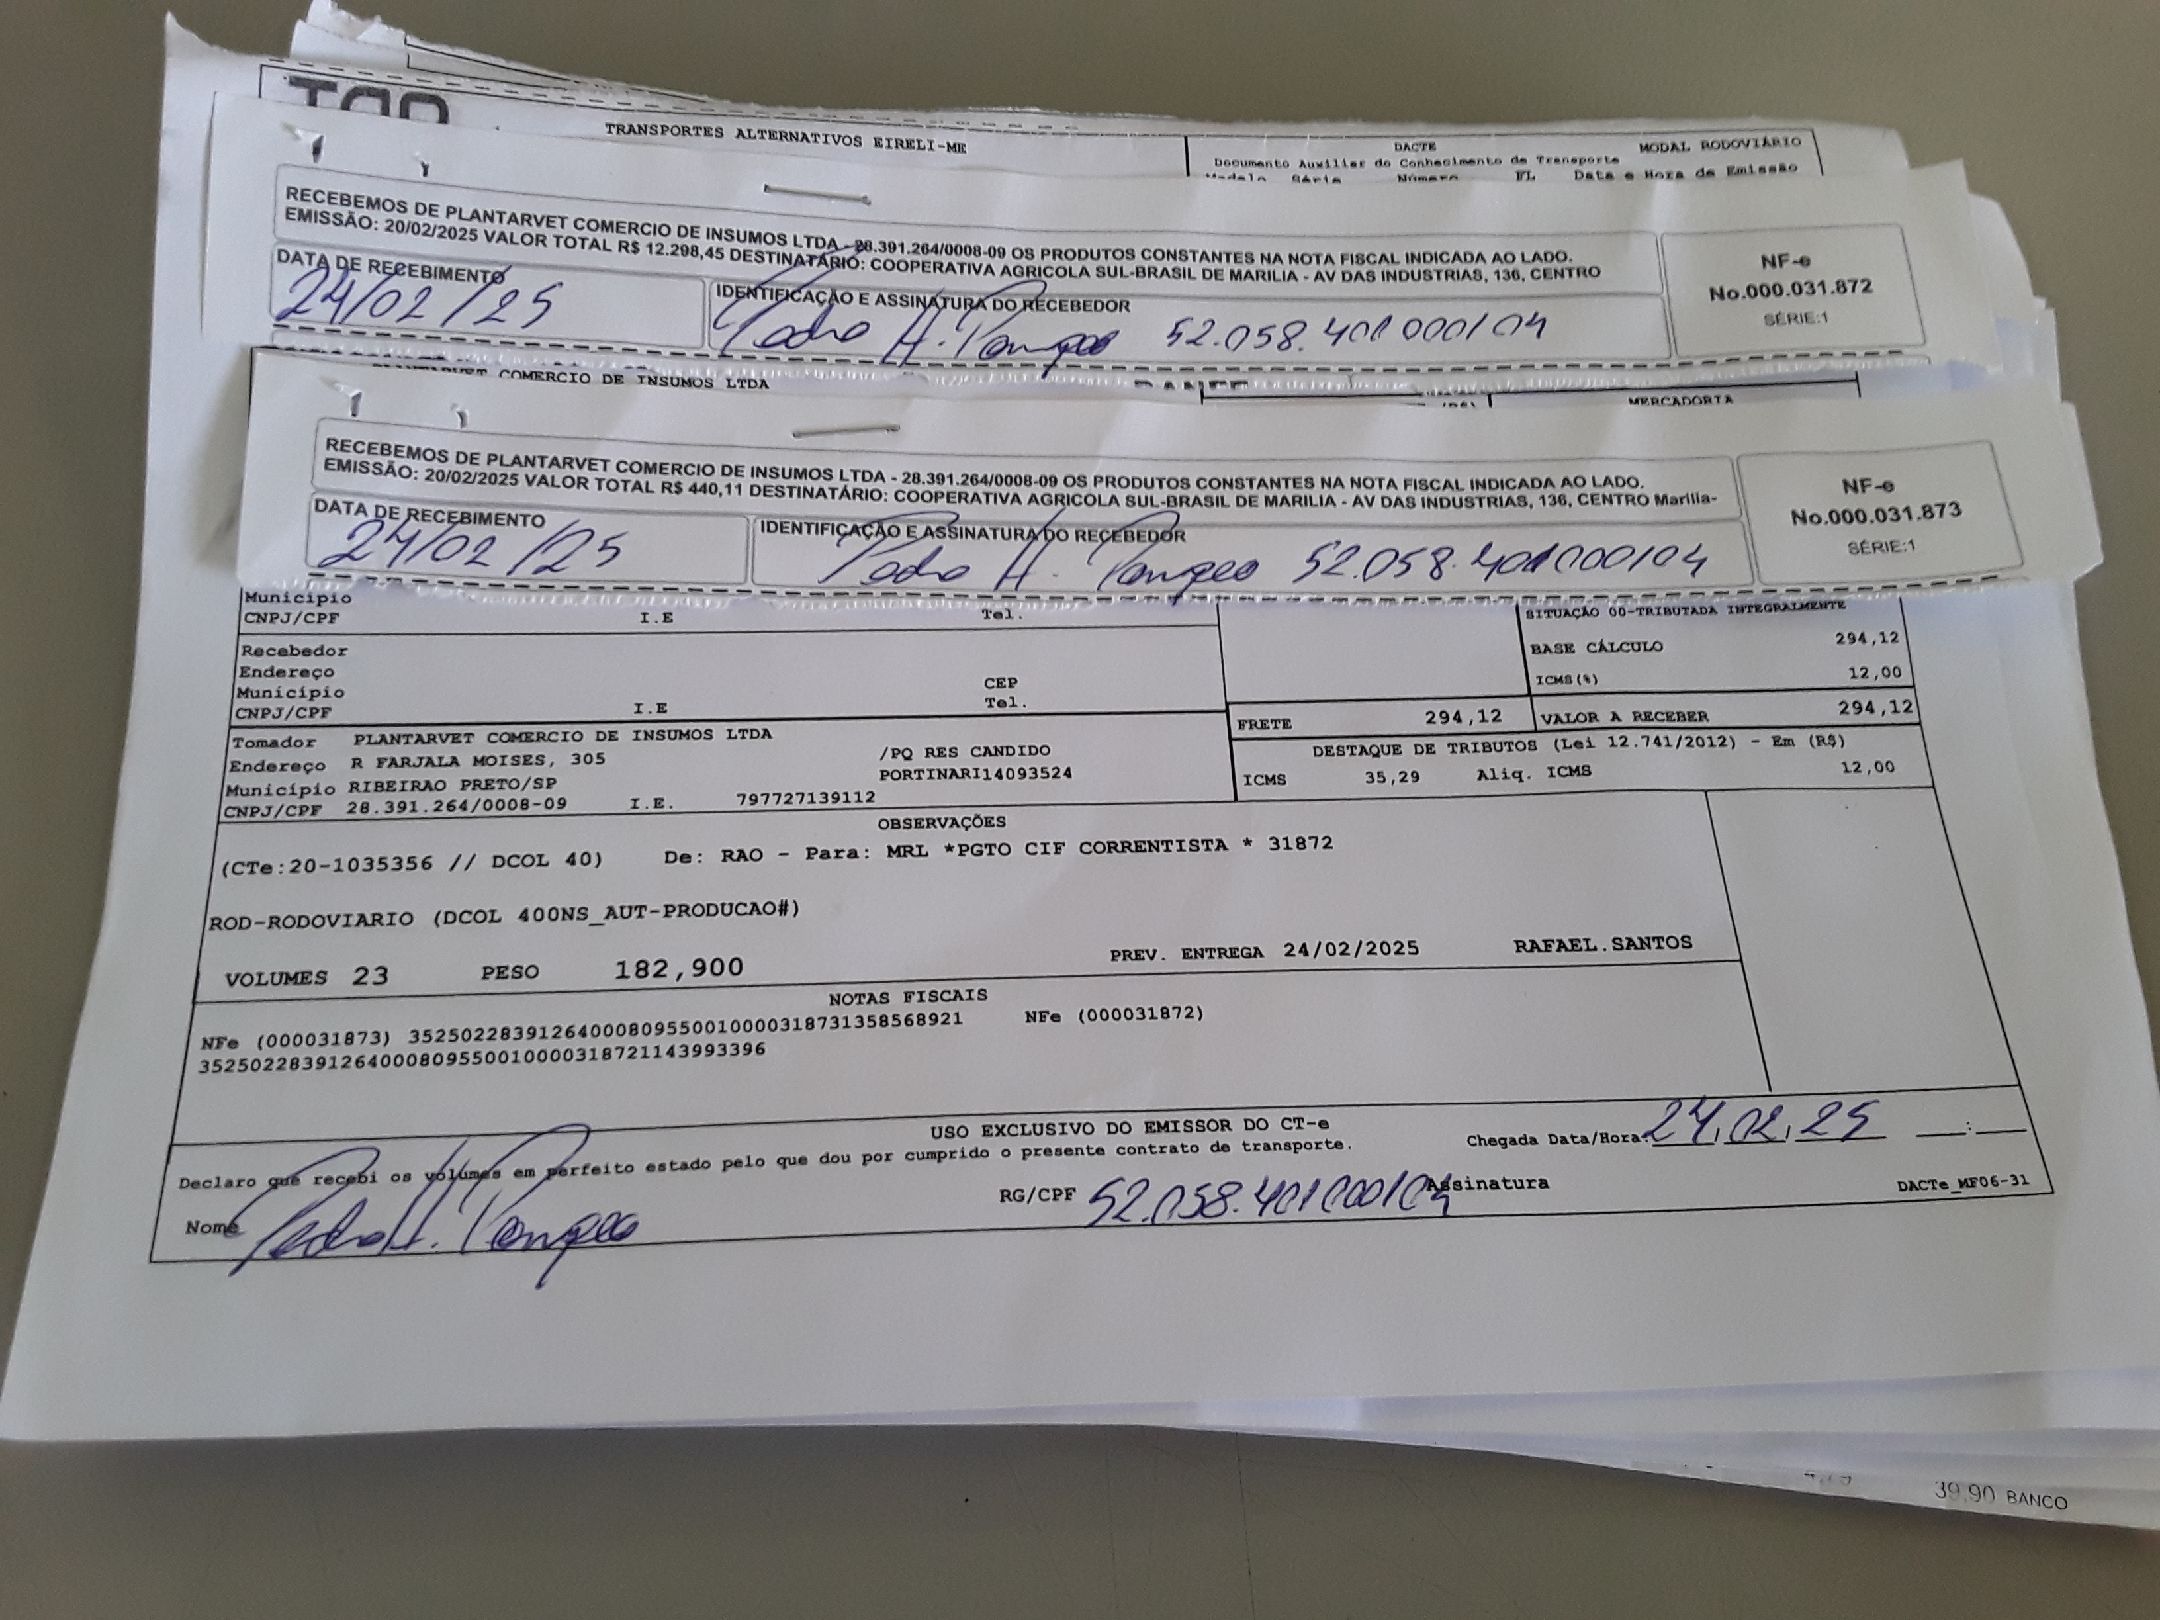 TRANSPORTES ALTERNATIVOS EIRELI-ME
DACTE
MODAL RODOVIÁRIO
Documento Auxiliar do Conhecimento de Transporte
Modelo Série Número FL Data e Hora de Emissão
RECEBEMOS DE PLANTARVET COMERCIO DE INSUMOS LTDA - 28.391.264/0008-09 OS PRODUTOS CONSTANTES NA NOTA FISCAL INDICADA AO LADO.
EMISSÃO: 20/02/2025 VALOR TOTAL R$ 12.298,45 DESTINATÁRIO: COOPERATIVA AGRICOLA SUL-BRASIL DE MARILIA - AV DAS INDUSTRIAS, 136, CENTRO
NF-e
No.000.031.872
SÉRIE:1
DATA DE RECEBIMENTO
24/02/25
IDENTIFICAÇÃO E ASSINATURA DO RECEBEDOR
Pedro H. 52.058.401000104
PLANTARVET COMERCIO DE INSUMOS LTDA
MERCADORIA
RECEBEMOS DE PLANTARVET COMERCIO DE INSUMOS LTDA - 28.391.264/0008-09 OS PRODUTOS CONSTANTES NA NOTA FISCAL INDICADA AO LADO.
EMISSÃO: 20/02/2025 VALOR TOTAL R$ 440,11 DESTINATÁRIO: COOPERATIVA AGRICOLA SUL-BRASIL DE MARILIA - AV DAS INDUSTRIAS, 136, CENTRO Marilia-
NF-e
No.000.031.873
SÉRIE:1
DATA DE RECEBIMENTO
24/02/25
IDENTIFICAÇÃO E ASSINATURA DO RECEBEDOR
Pedro H. 52.058.401000104
Município
CNPJ/CPF I.E Tel.
SITUAÇÃO 00-TRIBUTADA INTEGRALMENTE
BASE CÁLCULO 294,12
ICMS(%) 12,00
Recebedor
Endereço
Município CEP
CNPJ/CPF I.E Tel.
FRETE 294,12 VALOR A RECEBER 294,12
Tomador PLANTARVET COMERCIO DE INSUMOS LTDA
Endereço R FARJALA MOISES, 305 /PQ RES CANDIDO
Município RIBEIRAO PRETO/SP PORTINARI14093524
CNPJ/CPF 28.391.264/0008-09 I.E. 797727139112
DESTAQUE DE TRIBUTOS (Lei 12.741/2012) - Em (R$)
ICMS 35,29 Aliq. ICMS 12,00
OBSERVAÇÕES
(CTe:20-1035356 // DCOL 40) De: RAO - Para: MRL *PGTO CIF CORRENTISTA * 31872
ROD-RODOVIARIO (DCOL 400NS_AUT-PRODUCAO#)
VOLUMES 23 PESO 182,900 PREV. ENTREGA 24/02/2025 RAFAEL.SANTOS
NOTAS FISCAIS
NFe (000031873) 35250228391264000809550010000318731358568921 NFe (000031872)
35250228391264000809550010000318721143993396
USO EXCLUSIVO DO EMISSOR DO CT-e
Declaro que recebi os volumes em perfeito estado pelo que dou por cumprido o presente contrato de transporte.
Chegada Data/Hora: 24.02.25 __:__
Nome Pedro H. RG/CPF 52.058.401000104 Assinatura
DACTe_MF06-31
39,90 BANCO